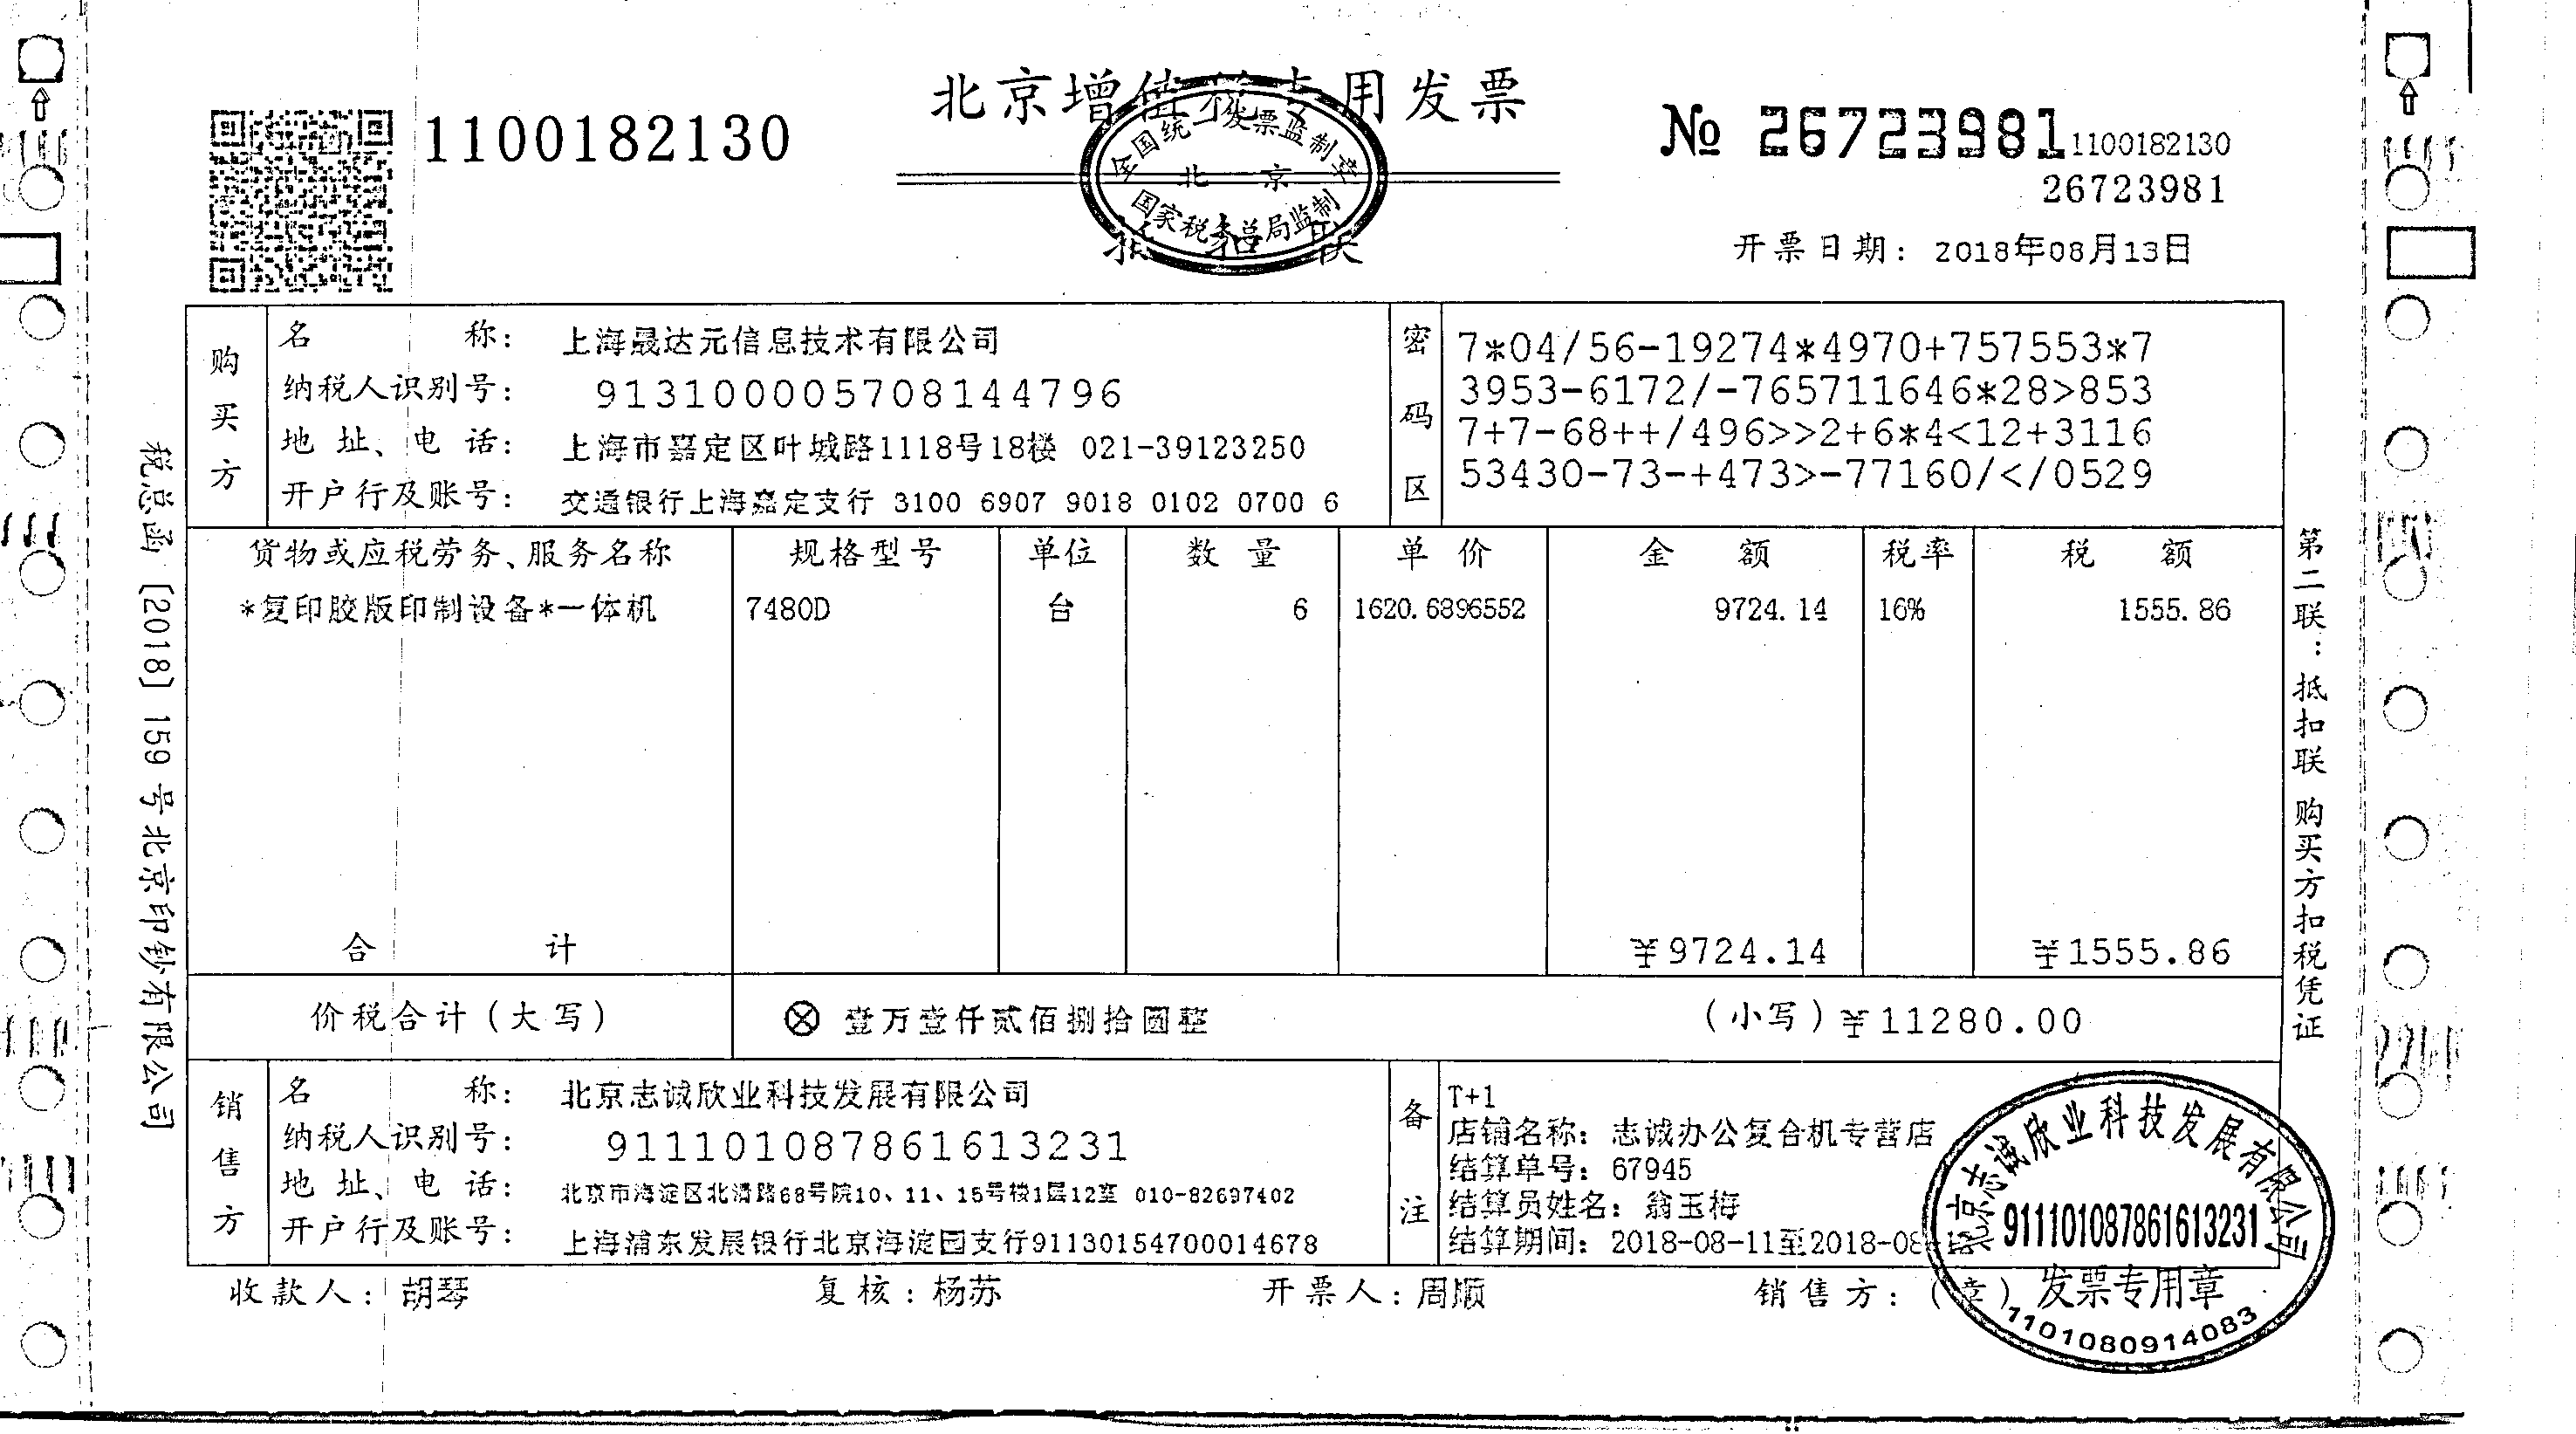 北京增值税专用发票
1100182130
№ 26723981
1100182130
26723981
全国统一发票监制章
北京
国家税务总局监制
抵扣联
开票日期： 2018年08月13日
购买方
名称： 上海晟达元信息技术有限公司
纳税人识别号： 913100005708144796
地址、电话： 上海市嘉定区叶城路1118号18楼 021-39123250
开户行及账号： 交通银行上海嘉定支行 3100 6907 9018 0102 0700 6
密码区
7*04/56-19274*4970+757553*7
3953-6172/-765711646*28>853
7+7-68++/496>>2+6*4<12+3116
53430-73-+473>-77160/</0529
货物或应税劳务、服务名称 规格型号 单位 数量 单价 金额 税率 税额
*复印胶版印制设备*一体机 7480D 台 6 1620.6896552 9724.14 16% 1555.86
合计 ¥9724.14 ¥1555.86
价税合计（大写） ⊗ 壹万壹仟贰佰捌拾圆整 （小写）¥11280.00
销售方
名称： 北京志诚欣业科技发展有限公司
纳税人识别号： 911101087861613231
地址、电话： 北京市海淀区北清路68号院10、11、15号楼1层12室 010-82697402
开户行及账号： 上海浦东发展银行北京海淀园支行91130154700014678
备注
T+1
店铺名称：志诚办公复合机专营店
结算单号：67945
结算员姓名：翁玉梅
结算期间：2018-08-11至2018-08
收款人：胡琴 复核：杨苏 开票人：周顺 销售方：（章）
北京志诚欣业科技发展有限公司
911101087861613231
发票专用章
1101080914083
税总函〔2018〕159号北京印钞有限公司
第二联：抵扣联 购买方扣税凭证